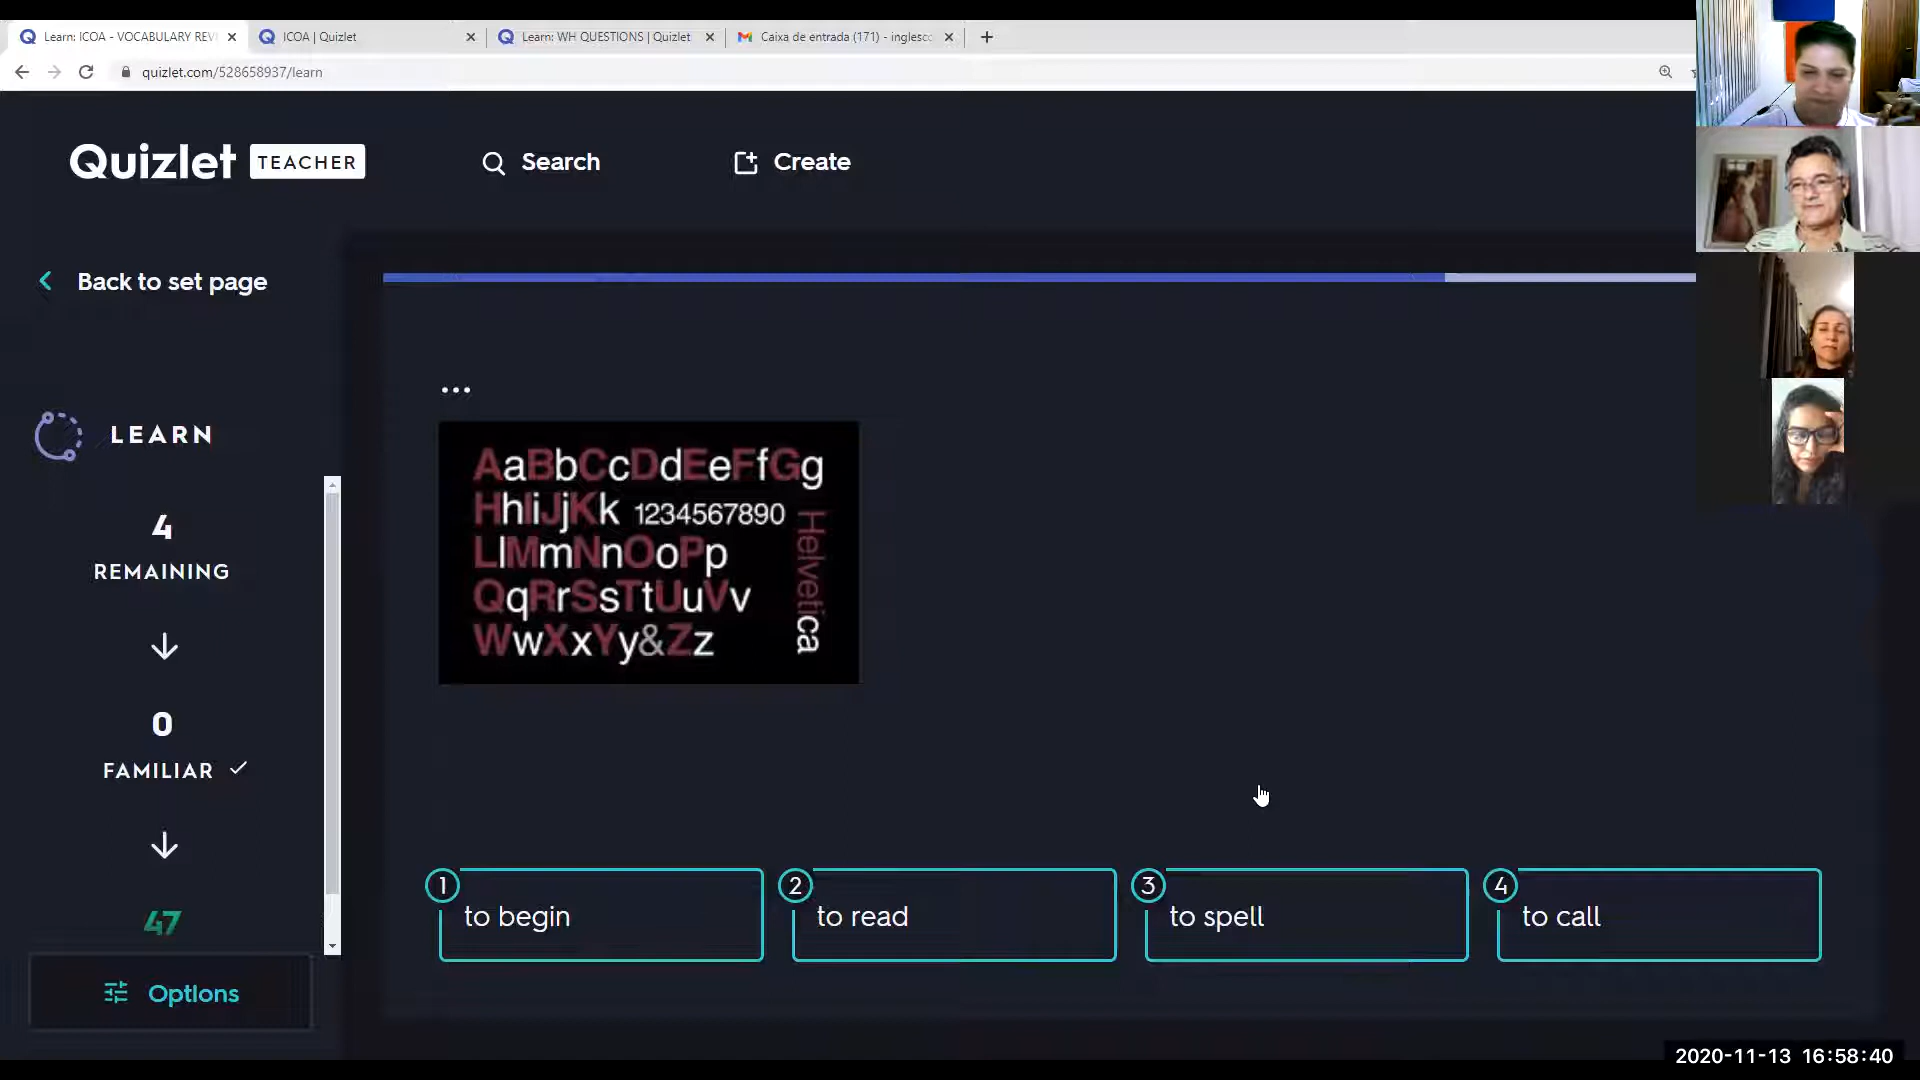 Learn: ICOA - VOCABULARY REV
ICOA | Quizlet
Learn: WH QUESTIONS | Quizlet
Caixa de entrada (171) - inglesc
quizlet.com/528658937/learn
Quizlet TEACHER
Search
Create
Back to set page
LEARN
4
REMAINING
0
FAMILIAR
47
Options
...
AaBbCcDdEeFfGg
HhIiJjKk 1234567890
LlMmNnOoPp
QqRrSsTtUuVv
WwXxYy&Zz
Helvetica
1 to begin
2 to read
3 to spell
4 to call
2020-11-13 16:58:40